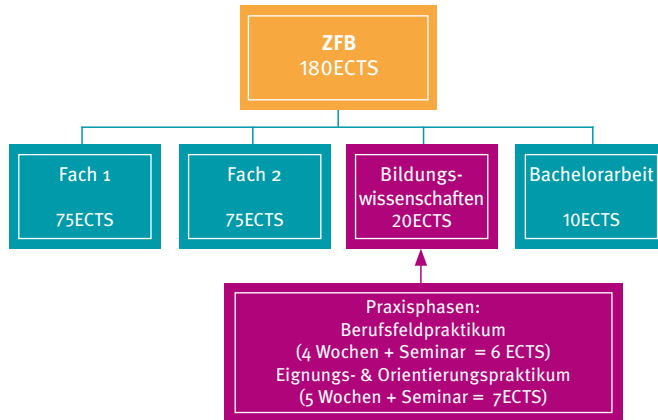 ZFB
180ECTS
Fach 1
75ECTS
Fach 2
75ECTS
Bildungs-
wissenschaften
20ECTS
Bachelorarbeit
10ECTS
Praxisphasen:
Berufsfeldpraktikum
(4 Wochen + Seminar = 6 ECTS)
Eignungs- & Orientierungspraktikum
(5 Wochen + Seminar = 7ECTS)